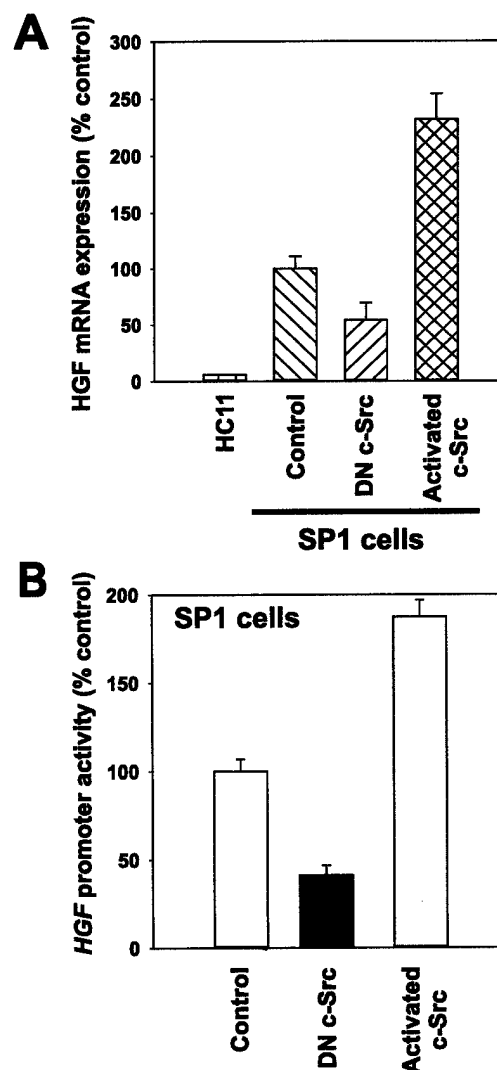 A
HGF mRNA expression (% control)
300
250
200
150
100
50
0
HC11
Control
DN c-Src
Activated
c-Src
SP1 cells
B
HGF promoter activity (% control)
200
150
100
50
0
SP1 cells
Control
DN c-Src
Activated
c-Src